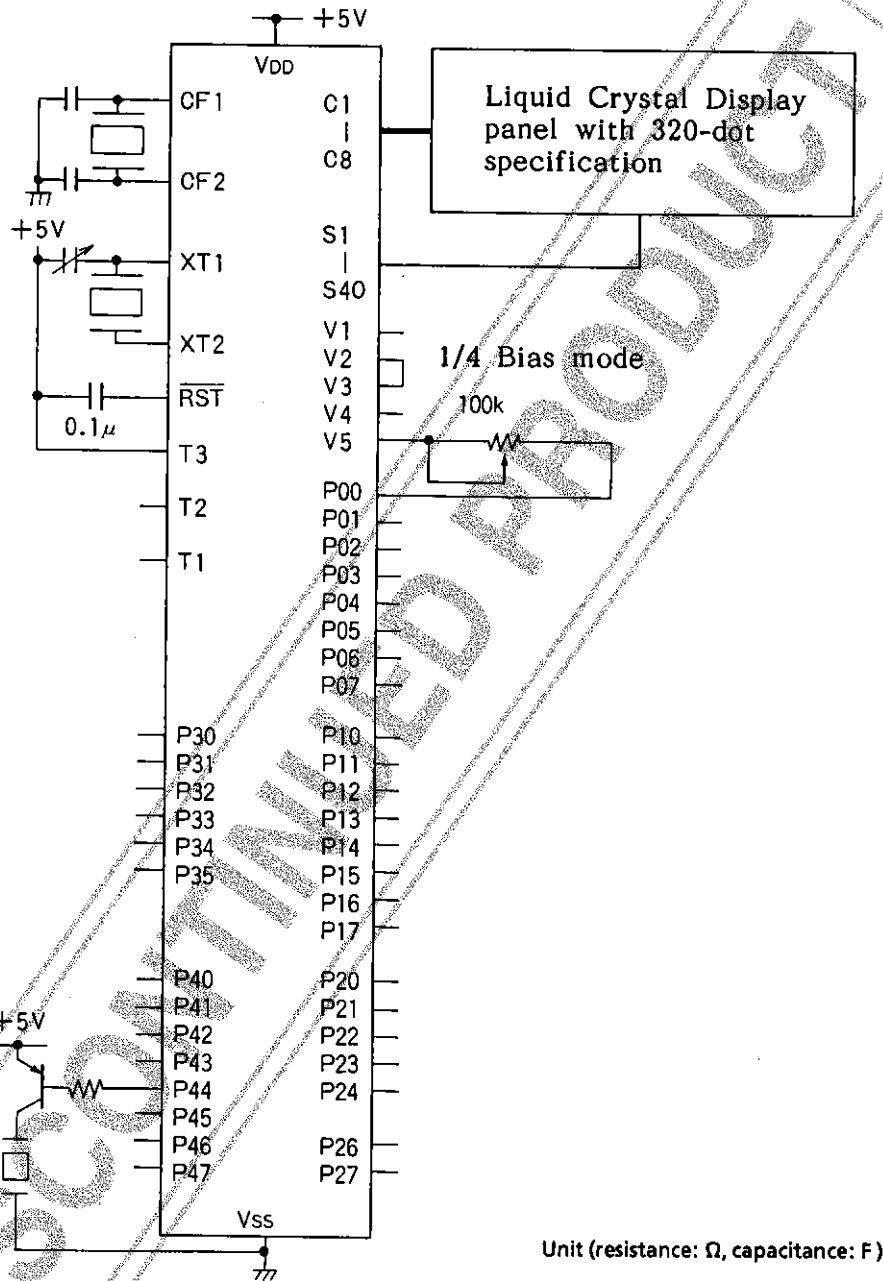 +5V
VDD
CF1
CF2
+5V
XT1
XT2
RST
0.1μ
T3
T2
T1
P30
P31
P32
P33
P34
P35
P40
P41
+5V
P42
P43
P44
P45
P46
P47
C1
C8
S1
S40
V1
V2
V3
V4
V5
P00
P01
P02
P03
P04
P05
P06
P07
P10
P11
P12
P13
P14
P15
P16
P17
P20
P21
P22
P23
P24
P26
P27
Liquid Crystal Display
panel with 320-dot
specification
1/4 Bias mode
100k
VSS
Unit (resistance: Ω, capacitance: F)
SCONTINUED PRODUCT